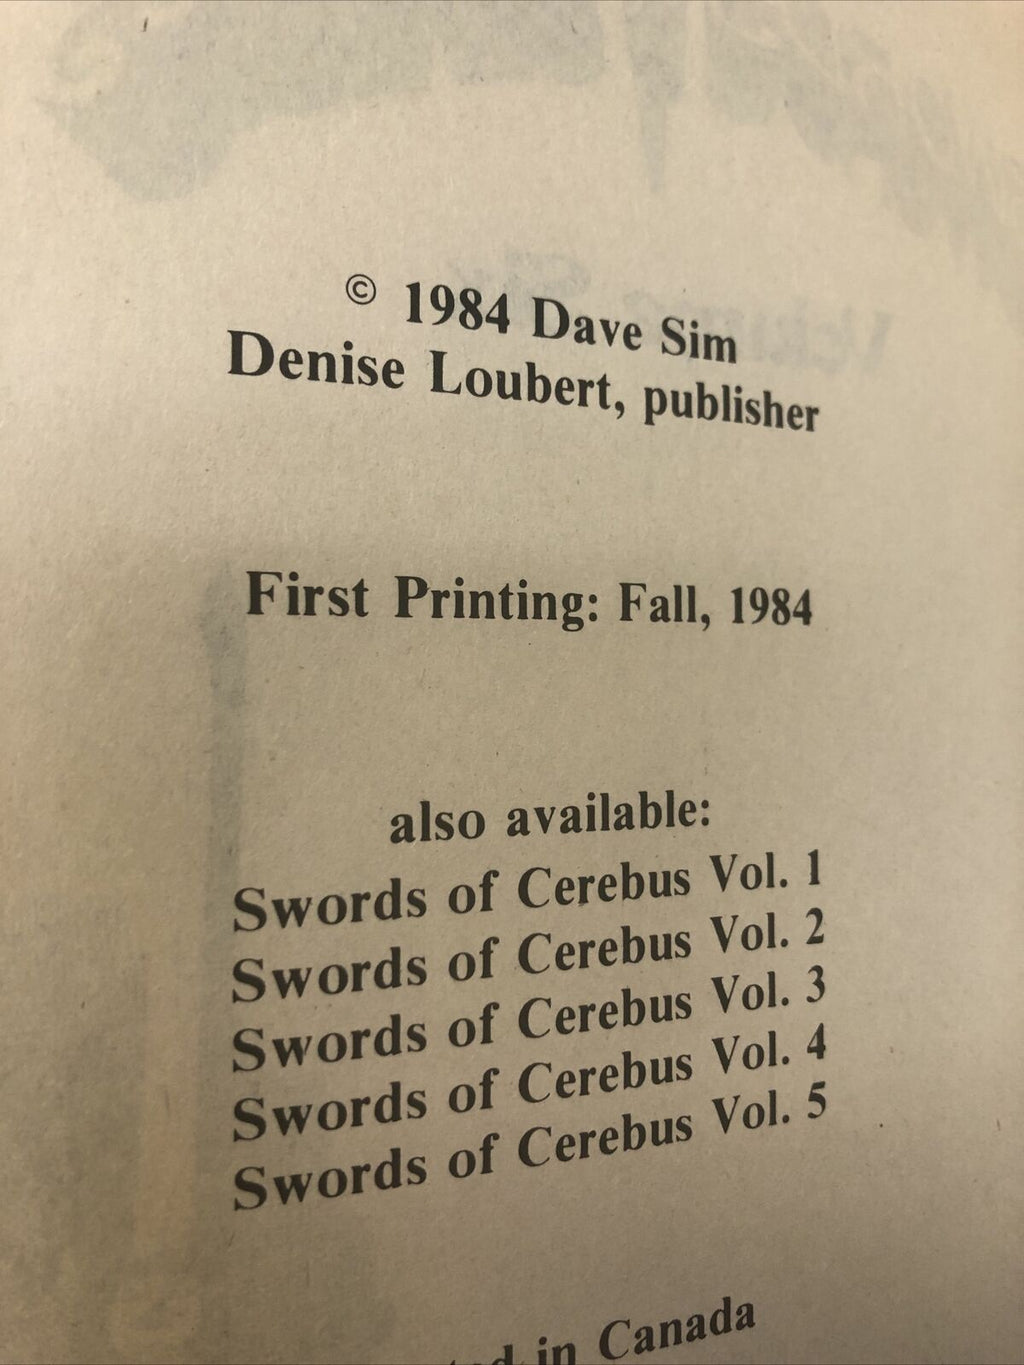 © 1984 Dave Sim
Denise Loubert, publisher
First Printing: Fall, 1984
also available:
Swords of Cerebus Vol. 1
Swords of Cerebus Vol. 2
Swords of Cerebus Vol. 3
Swords of Cerebus Vol. 4
Swords of Cerebus Vol. 5
in Canada